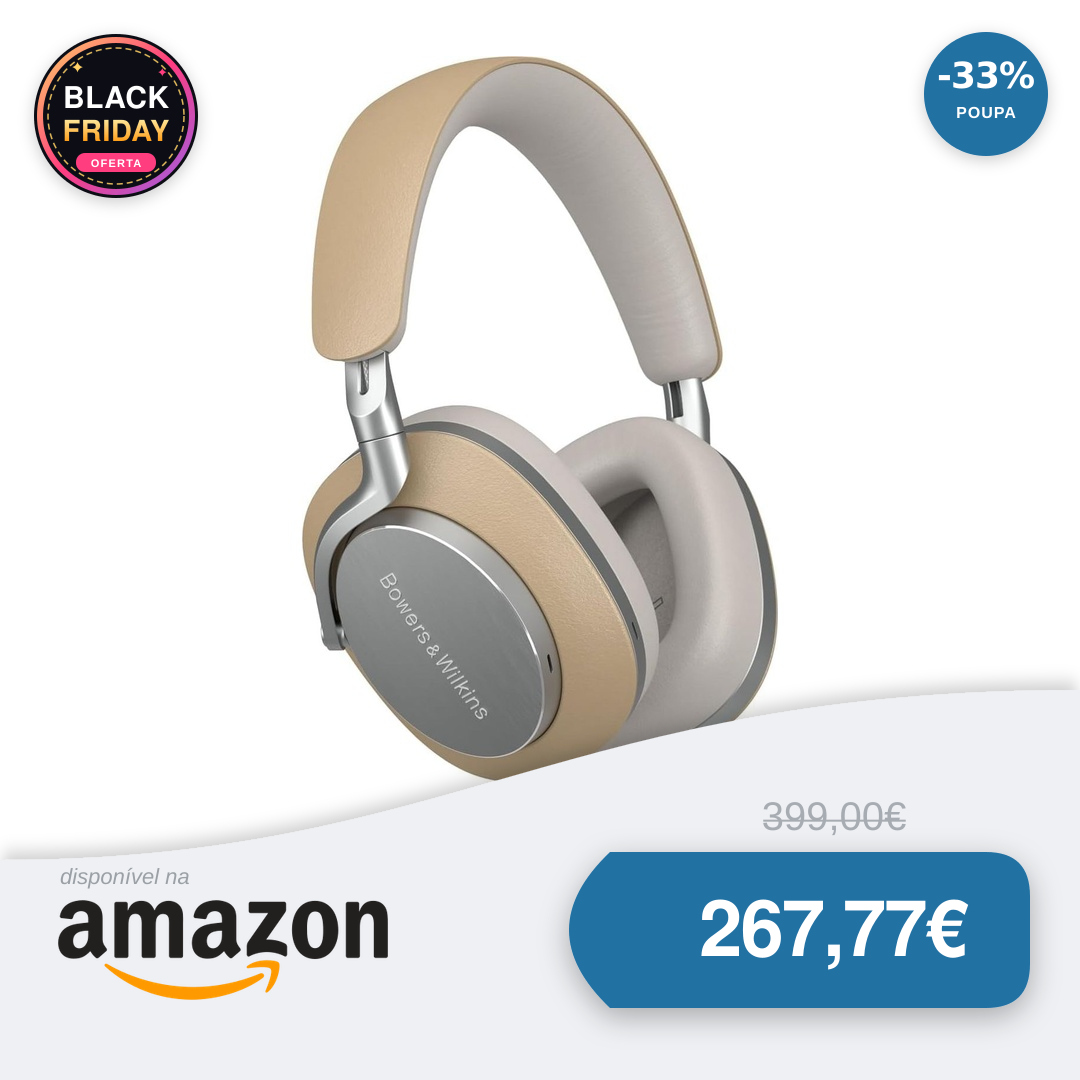 BLACK
FRIDAY
OFERTA
-33%
POUPA
Bowers & Wilkins
399,00€
disponível na
amazon
267,77€